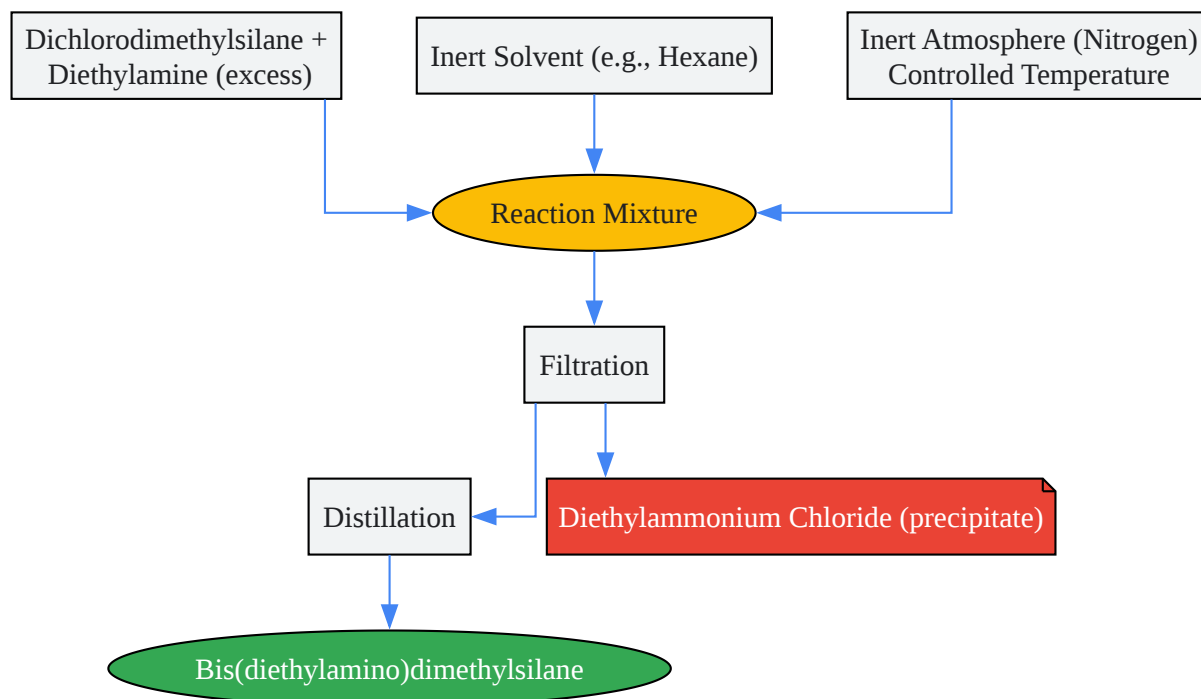 Dichlorodimethylsilane +
Diethylamine (excess)
Inert Solvent (e.g., Hexane)
Inert Atmosphere (Nitrogen)
Controlled Temperature
Reaction Mixture
Filtration
Distillation
Diethylammonium Chloride (precipitate)
Bis(diethylamino)dimethylsilane